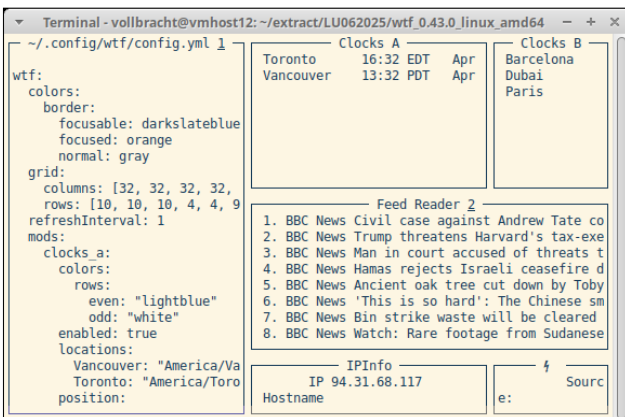 Terminal - vollbracht@vmhost12: ~/extract/LU062025/wtf_0.43.0_linux_amd64 - + ×
~/.config/wtf/config.yml 1
wtf:
colors:
border:
focusable: darkslateblue
focused: orange
normal: gray
grid:
columns: [32, 32, 32, 32,
rows: [10, 10, 10, 4, 4, 9
refreshInterval: 1
mods:
clocks_a:
colors:
rows:
even: "lightblue"
odd: "white"
enabled: true
locations:
Vancouver: "America/Va
Toronto: "America/Toro
position:
Clocks A
Toronto 16:32 EDT Apr
Vancouver 13:32 PDT Apr
Clocks B
Barcelona
Dubai
Paris
Feed Reader 2
1. BBC News Civil case against Andrew Tate co
2. BBC News Trump threatens Harvard's tax-exe
3. BBC News Man in court accused of threats t
4. BBC News Hamas rejects Israeli ceasefire d
5. BBC News Ancient oak tree cut down by Toby
6. BBC News 'This is so hard': The Chinese sm
7. BBC News Bin strike waste will be cleared
8. BBC News Watch: Rare footage from Sudanese
IPInfo
IP 94.31.68.117
Hostname
Sourc
e: